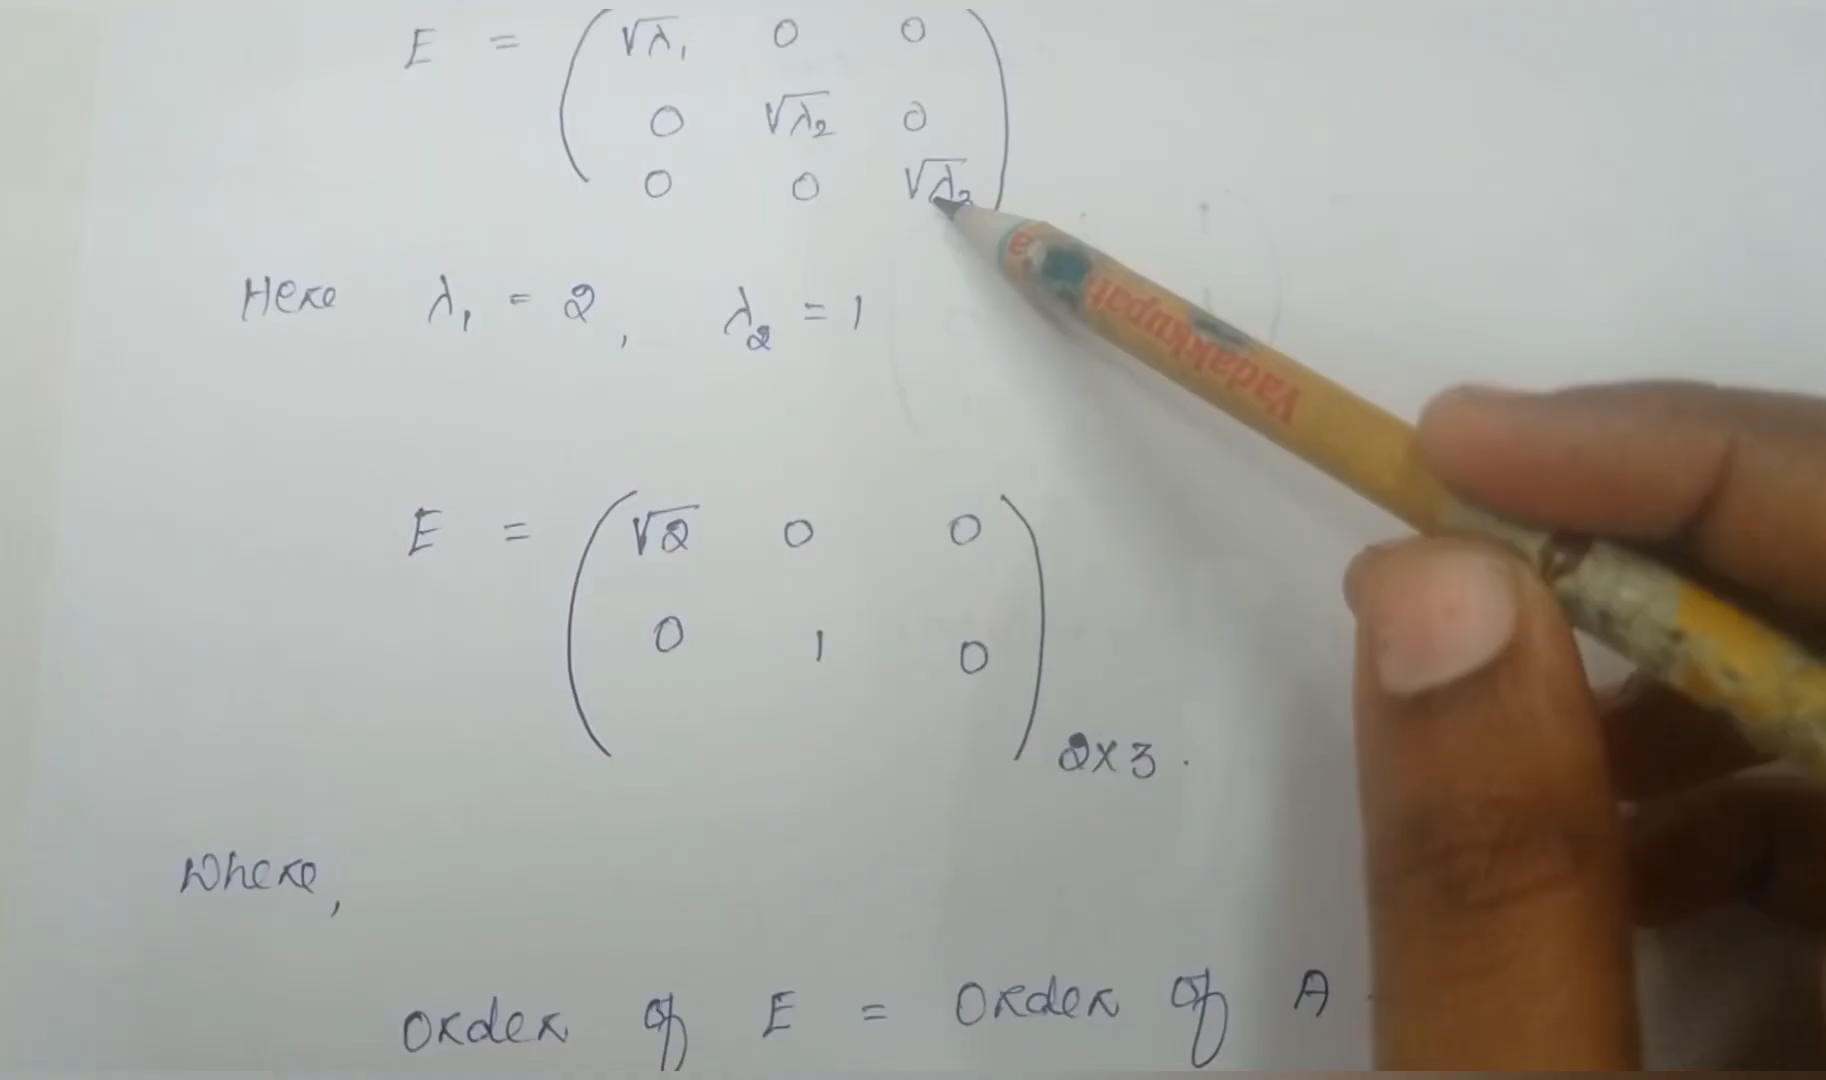 E = ( √λ₁ 0 0
0 √λ₂ 0
0 0 √λ₃ )
Here λ₁ = 2, λ₂ = 1
E = ( √2 0 0
0 1 0 ) 2×3.
Where,
Order of E = Order of A.
Vadakkupat